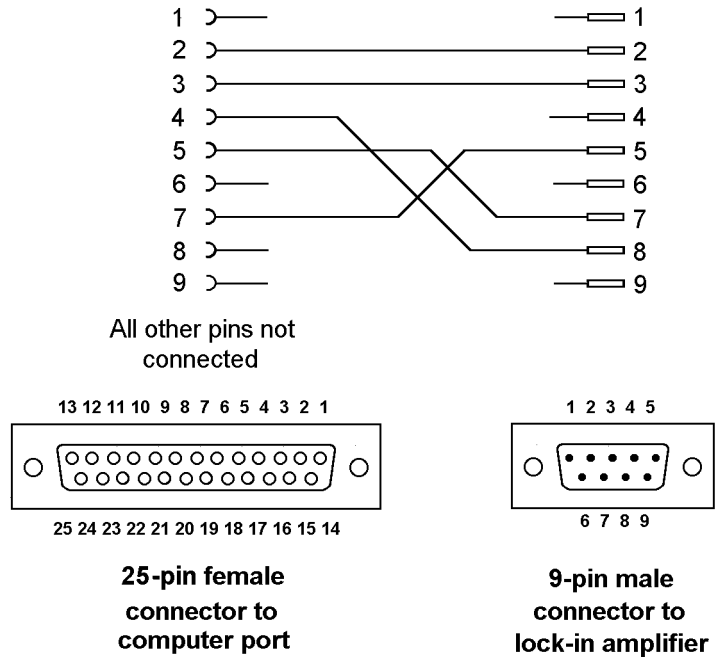 1 1
2 2
3 3
4 4
5 5
6 6
7 7
8 8
9 9
All other pins not
connected
13 12 11 10 9 8 7 6 5 4 3 2 1
1 2 3 4 5
25 24 23 22 21 20 19 18 17 16 15 14
6 7 8 9
25-pin female
connector to
computer port
9-pin male
connector to
lock-in amplifier